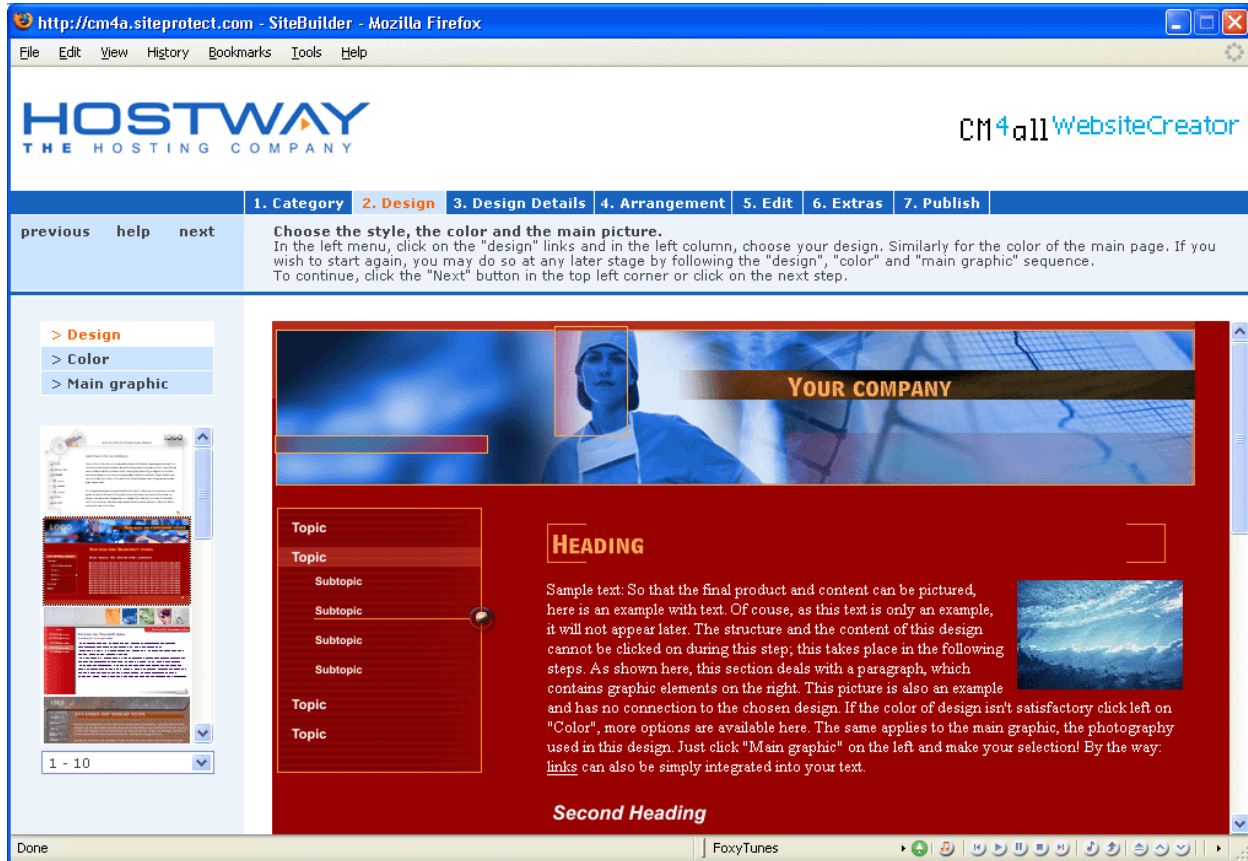 http://cm4a.siteprotect.com - SiteBuilder - Mozilla Firefox
File Edit View History Bookmarks Tools Help
HOSTWAY
THE HOSTING COMPANY
CM4all WebsiteCreator
1. Category 2. Design 3. Design Details 4. Arrangement 5. Edit 6. Extras 7. Publish
previous help next
Choose the style, the color and the main picture.
In the left menu, click on the "design" links and in the left column, choose your design. Similarly for the color of the main page. If you
wish to start again, you may do so at any later stage by following the "design", "color" and "main graphic" sequence.
To continue, click the "Next" button in the top left corner or click on the next step.
> Design
> Color
> Main graphic
LOGO
LOGO
1 - 10
YOUR COMPANY
Topic
Topic
Subtopic
Subtopic
Subtopic
Subtopic
Topic
Topic
HEADING
Sample text: So that the final product and content can be pictured,
here is an example with text. Of couse, as this text is only an example,
it will not appear later. The structure and the content of this design
cannot be clicked on during this step; this takes place in the following
steps. As shown here, this section deals with a paragraph, which
contains graphic elements on the right. This picture is also an example
and has no connection to the chosen design. If the color of design isn't satisfactory click left on
"Color", more options are available here. The same applies to the main graphic, the photography
used in this design. Just click "Main graphic" on the left and make your selection! By the way:
links can also be simply integrated into your text.
Second Heading
Done
FoxyTunes